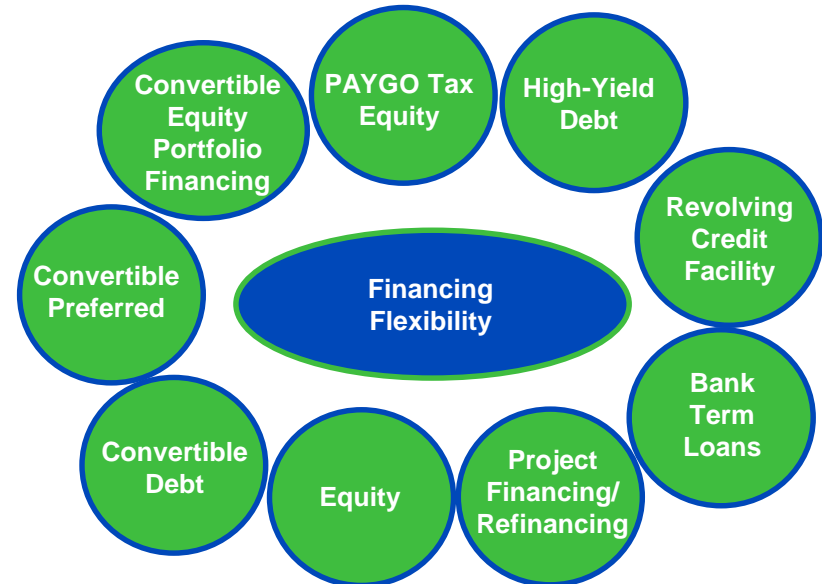 Convertible
Equity
Portfolio
Financing
PAYGO Tax
Equity
High-Yield
Debt
Revolving
Credit
Facility
Convertible
Preferred
Financing
Flexibility
Bank
Term
Loans
Convertible
Debt
Equity
Project
Financing/
Refinancing